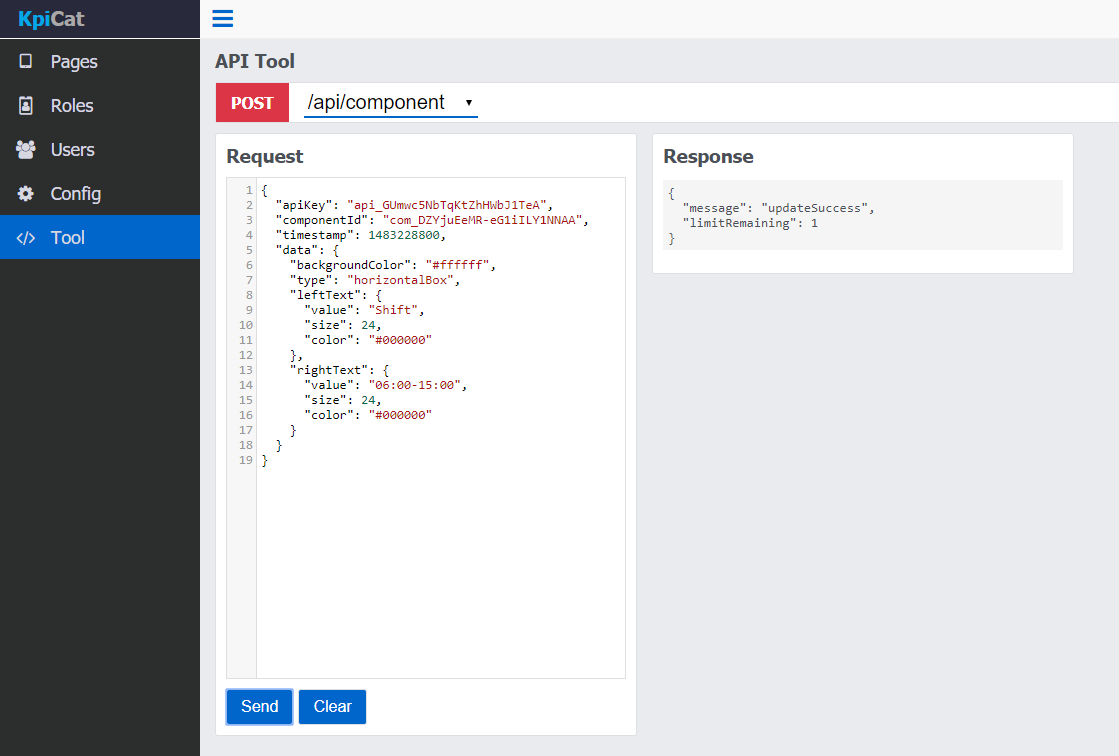 KpiCat
Pages
Roles
Users
Config
Tool
API Tool
POST /api/component
Request
1 {
2 "apiKey": "api_GUmwc5NbTqKtZhHWbJ1TeA",
3 "componentId": "com_DZYjuEeMR-eG1iILY1NNAA",
4 "timestamp": 1483228800,
5 "data": {
6 "backgroundColor": "#ffffff",
7 "type": "horizontalBox",
8 "leftText": {
9 "value": "Shift",
10 "size": 24,
11 "color": "#000000"
12 },
13 "rightText": {
14 "value": "06:00-15:00",
15 "size": 24,
16 "color": "#000000"
17 }
18 }
19 }
Send
Clear
Response
{
"message": "updateSuccess",
"limitRemaining": 1
}